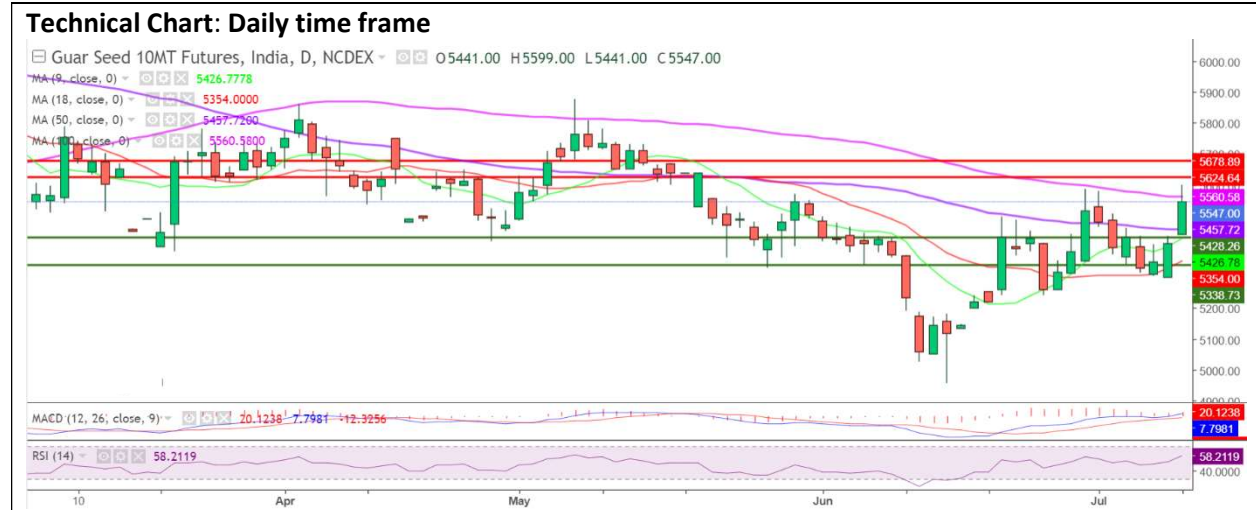 Technical Chart: Daily time frame
Guar Seed 10MT Futures, India, D, NCDEX O5441.00 H5599.00 L5441.00 C5547.00
MA (9, close, 0) 5426.7778
MA (18, close, 0) 5354.0000
MA (50, close, 0) 5457.7200
MA ( close, 0) 5560.5800
6000.00
5900.00
5800.00
5678.89
5624.64
5560.58
5547.00
5457.72
5428.26
5426.78
5354.00
5338.73
5200.00
5100.00
5000.00
MACD (12, 26, close, 9) 20.1238 7.7981 -12.3256
20.1238
7.7981
RSI (14) 58.2119
58.2119
40.0000
10 Apr May Jun Jul